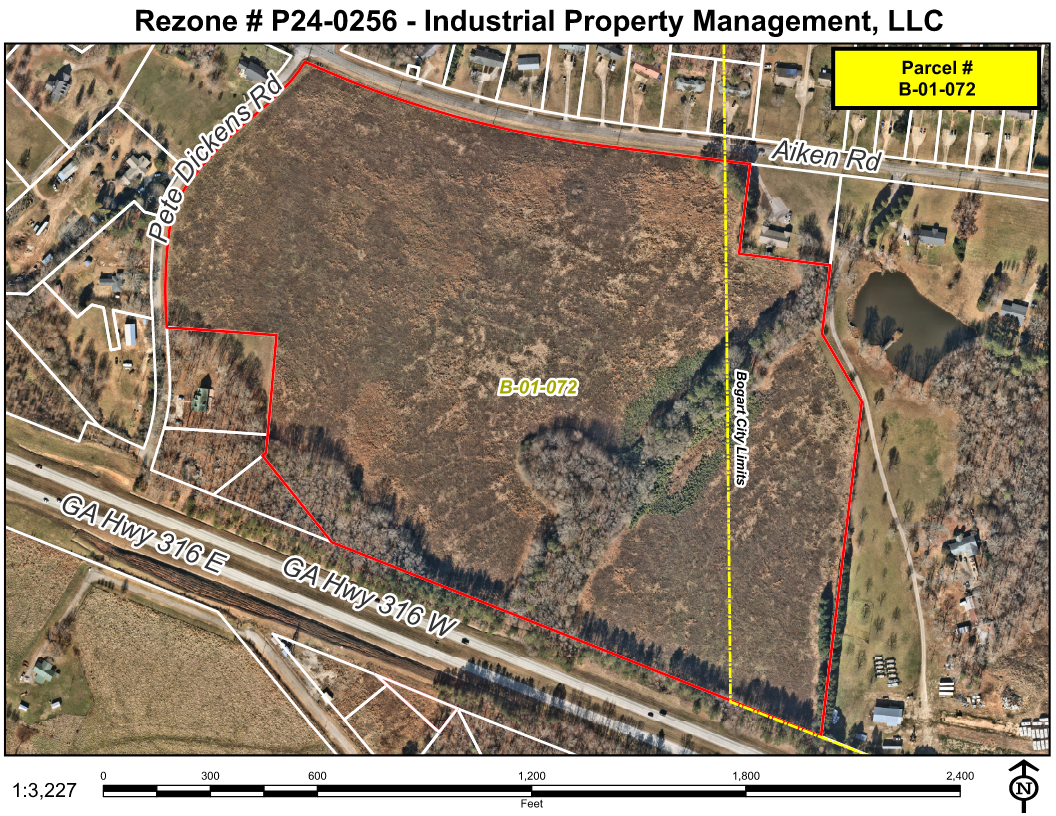 Rezone # P24-0256 - Industrial Property Management, LLC
Parcel #
B-01-072
Pete Dickens Rd
Aiken Rd
B-01-072
Bogart City Limits
GA Hwy 316 E
GA Hwy 316 W
1:3,227
0 300 600 1,200 1,800 2,400
Feet
N